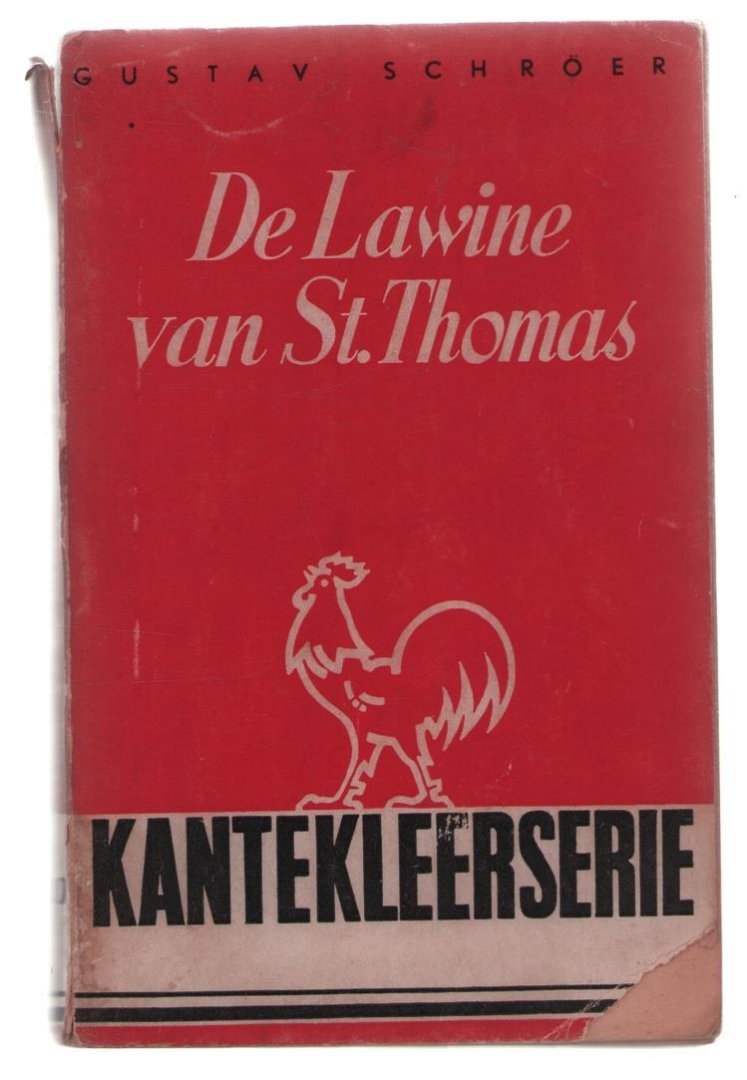 GUSTAV SCHRÖER
De Lawine
van St. Thomas
KANTEKLEERSERIE